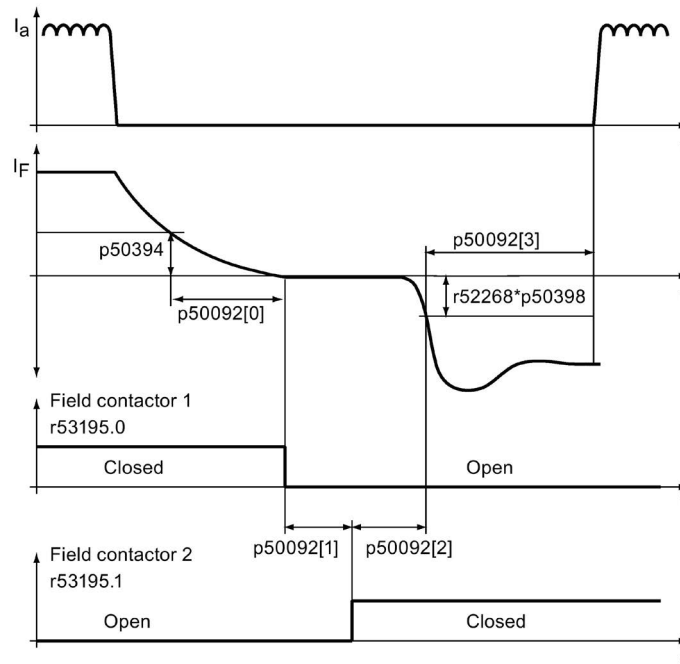 Ia
IF
p50092[3]
p50394
r52268*p50398
p50092[0]
Field contactor 1
r53195.0
Closed
Open
p50092[1]
p50092[2]
Field contactor 2
r53195.1
Open
Closed